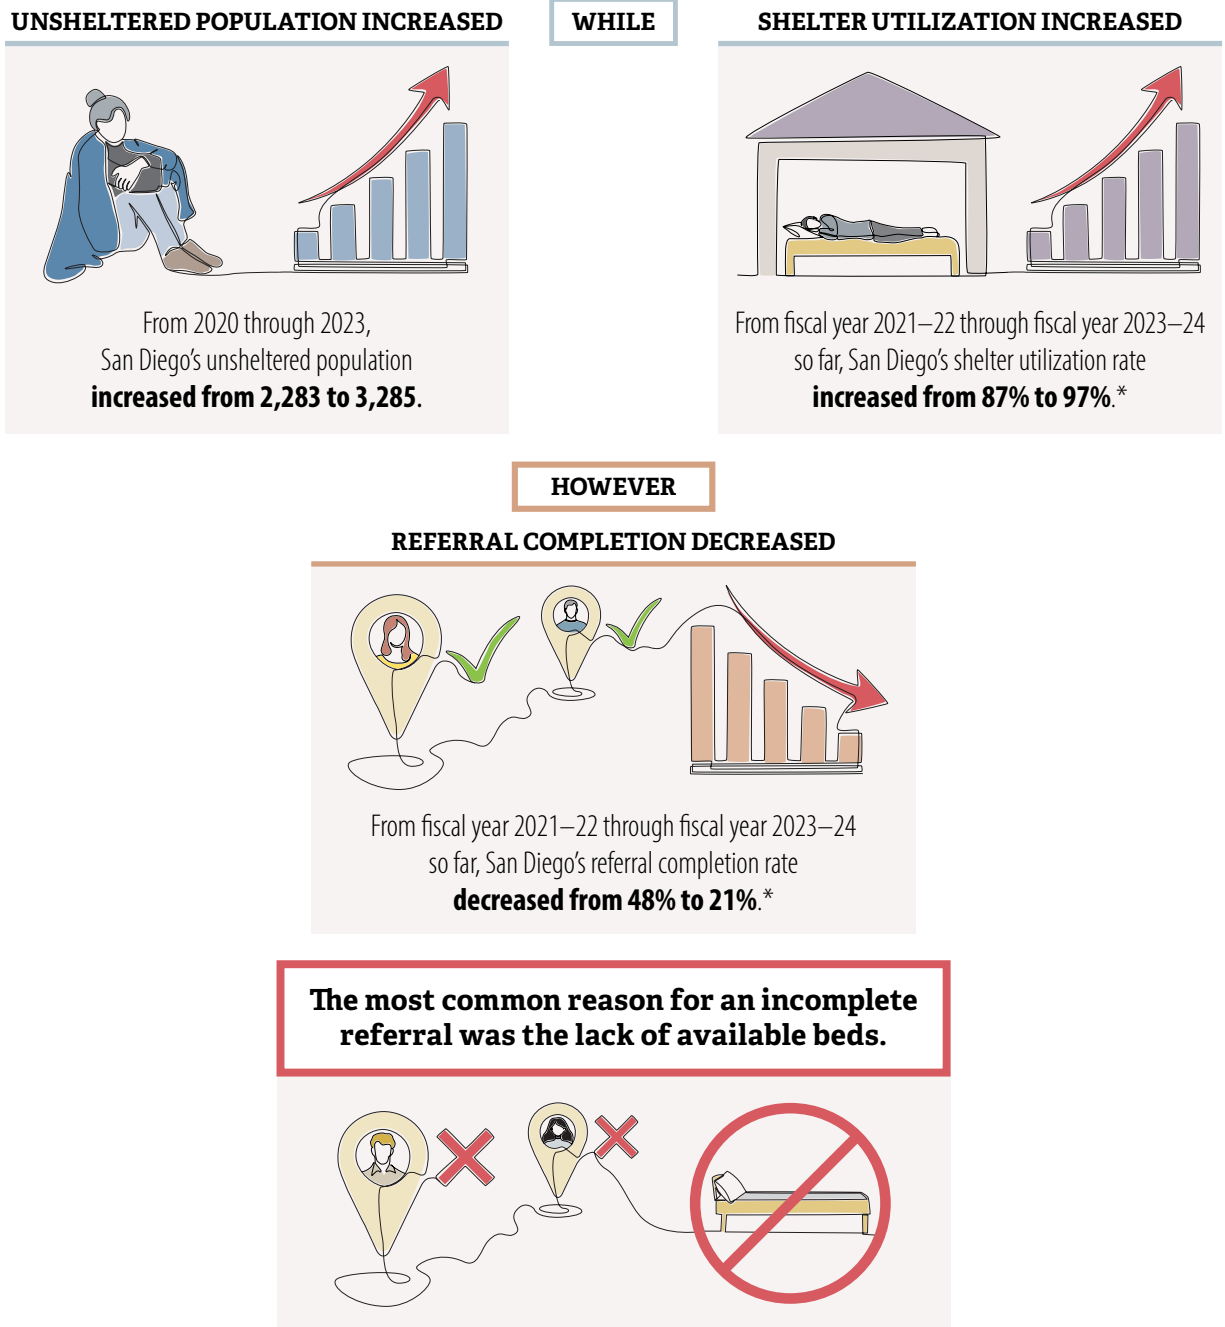 UNSHELTERED POPULATION INCREASED
WHILE
SHELTER UTILIZATION INCREASED
From 2020 through 2023,
San Diego’s unsheltered population
increased from 2,283 to 3,285.
From fiscal year 2021–22 through fiscal year 2023–24
so far, San Diego’s shelter utilization rate
increased from 87% to 97%.*
HOWEVER
REFERRAL COMPLETION DECREASED
From fiscal year 2021–22 through fiscal year 2023–24
so far, San Diego’s referral completion rate
decreased from 48% to 21%.*
The most common reason for an incomplete
referral was the lack of available beds.